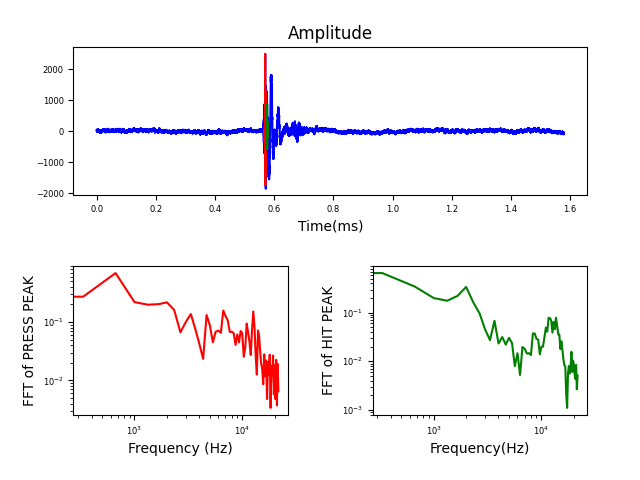 Amplitude
2000
1000
0
−1000
−2000
0.0 0.2 0.4 0.6 0.8 1.0 1.2 1.4 1.6
Time(ms)
FFT of PRESS PEAK
10⁻¹
10⁻²
10³ 10⁴
Frequency (Hz)
FFT of HIT PEAK
10⁻¹
10⁻²
10⁻³
10³ 10⁴
Frequency(Hz)